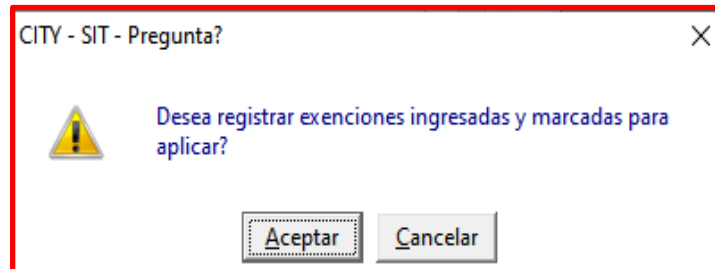 CITY - SIT - Pregunta?
Desea registrar exenciones ingresadas y marcadas para
aplicar?
Aceptar Cancelar